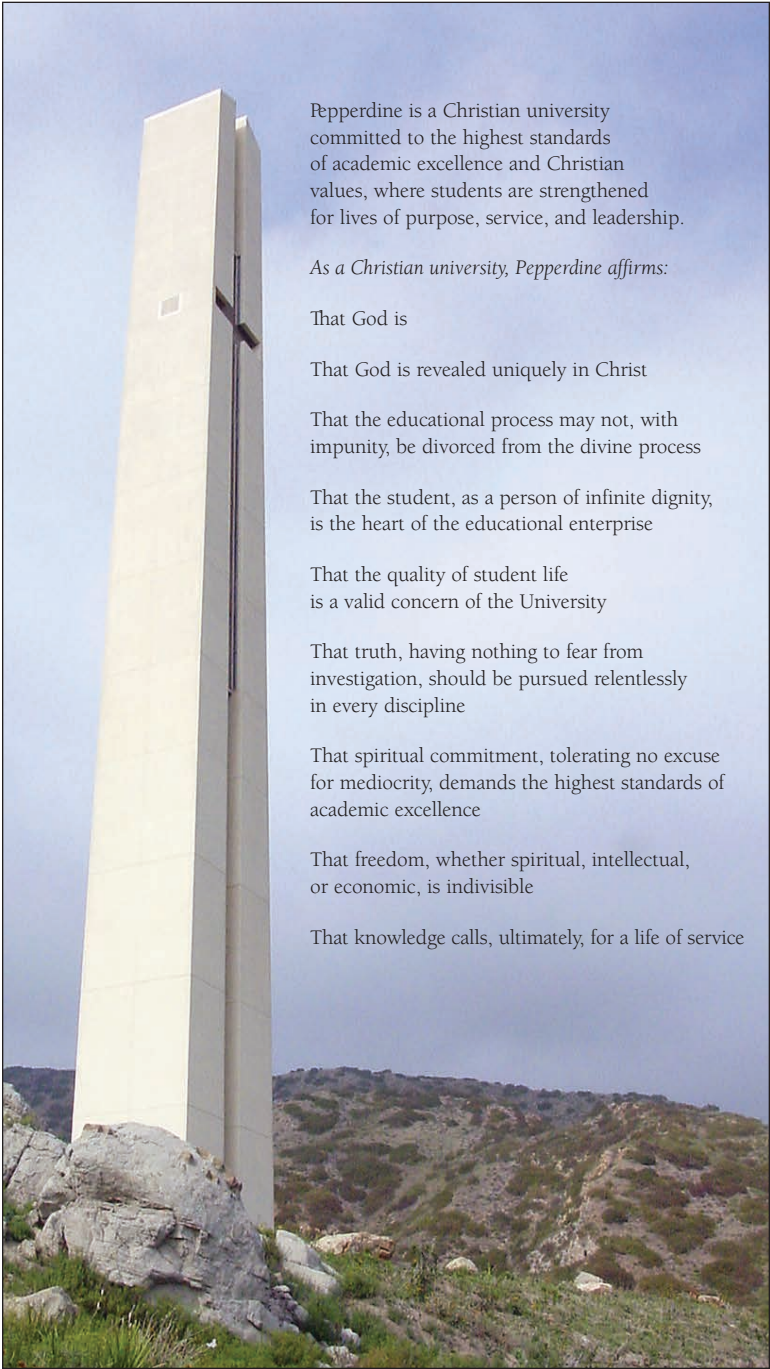 Pepperdine is a Christian university
committed to the highest standards
of academic excellence and Christian
values, where students are strengthened
for lives of purpose, service, and leadership.
As a Christian university, Pepperdine affirms:
That God is
That God is revealed uniquely in Christ
That the educational process may not, with
impunity, be divorced from the divine process
That the student, as a person of infinite dignity,
is the heart of the educational enterprise
That the quality of student life
is a valid concern of the University
That truth, having nothing to fear from
investigation, should be pursued relentlessly
in every discipline
That spiritual commitment, tolerating no excuse
for mediocrity, demands the highest standards of
academic excellence
That freedom, whether spiritual, intellectual,
or economic, is indivisible
That knowledge calls, ultimately, for a life of service